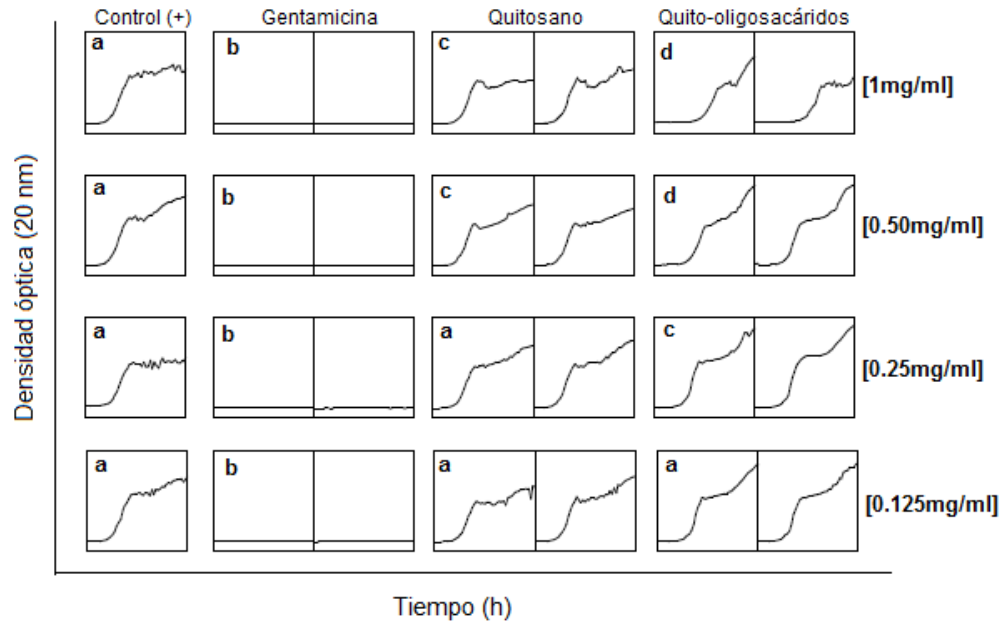 Control (+) Gentamicina Quitosano Quito-oligosacáridos
a b c d [1mg/ml]
a b c d [0.50mg/ml]
a b a c [0.25mg/ml]
a b a a [0.125mg/ml]
Densidad óptica (20 nm)
Tiempo (h)